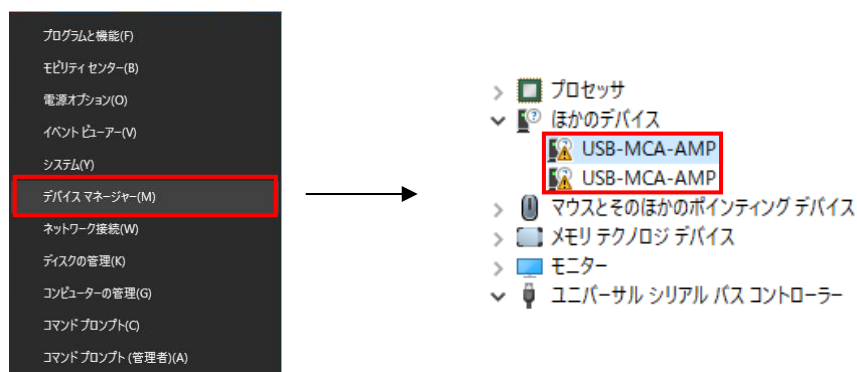 プログラムと機能(F)
モビリティ センター(B)
電源オプション(O)
イベント ビューアー(V)
システム(Y)
デバイス マネージャー(M)
ネットワーク接続(W)
ディスクの管理(K)
コンピューターの管理(G)
コマンド プロンプト(C)
コマンド プロンプト (管理者)(A)
プロセッサ
ほかのデバイス
USB-MCA-AMP
USB-MCA-AMP
マウスとそのほかのポインティング デバイス
メモリ テクノロジ デバイス
モニター
ユニバーサル シリアル バス コントローラー